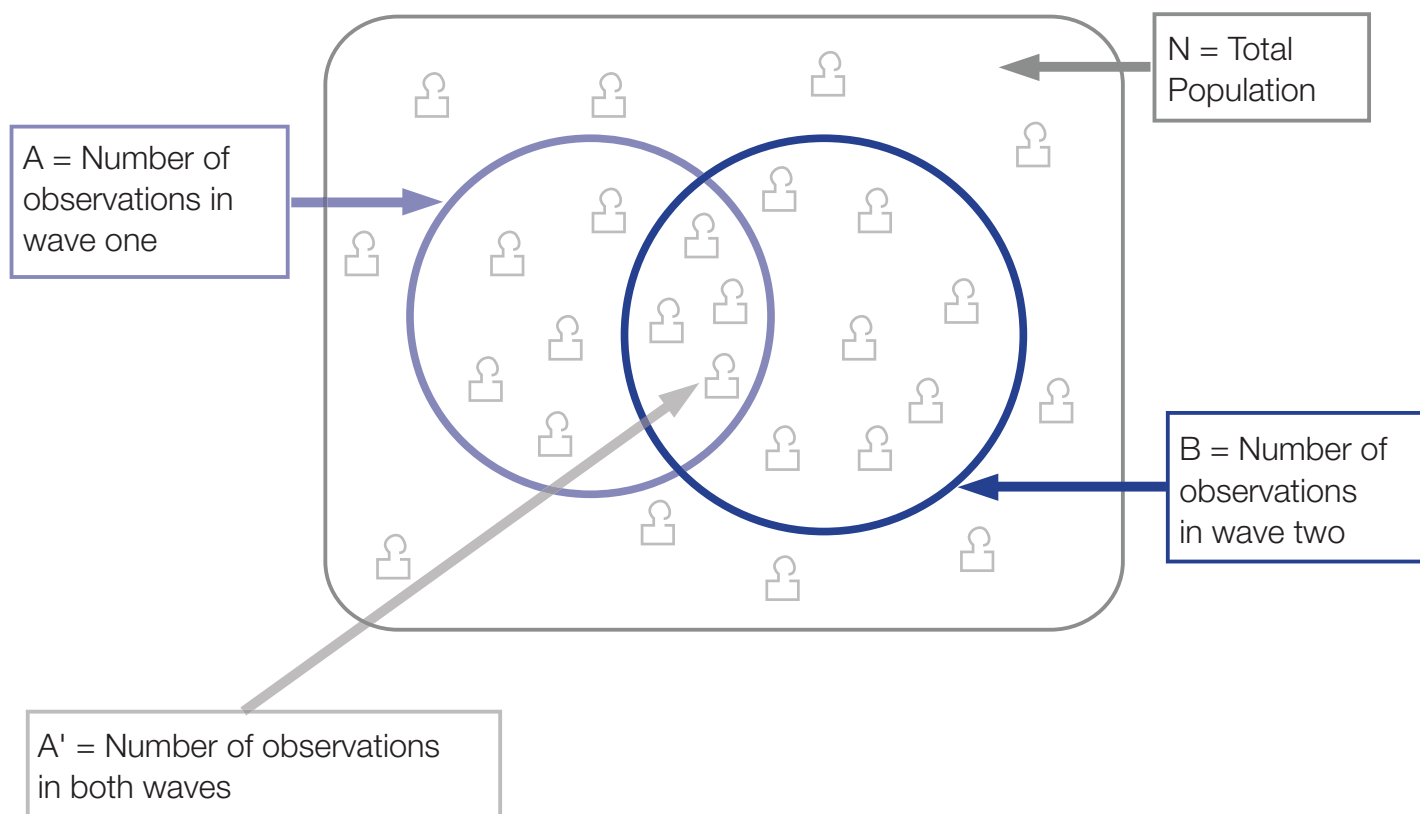 N = Total
Population
A = Number of
observations in
wave one
B = Number of
observations
in wave two
A' = Number of observations
in both waves